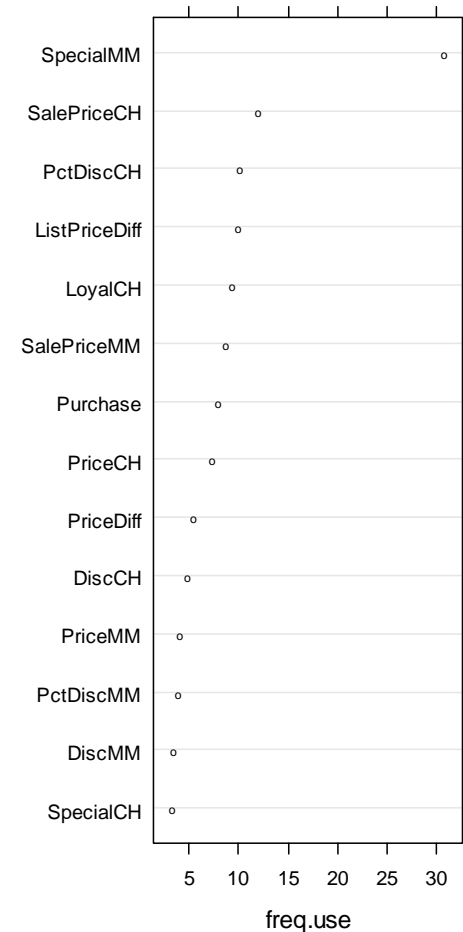 SpecialMM
SalePriceCH
PctDiscCH
ListPriceDiff
LoyalCH
SalePriceMM
Purchase
PriceCH
PriceDiff
DiscCH
PriceMM
PctDiscMM
DiscMM
SpecialCH
5 10 15 20 25 30
freq.use